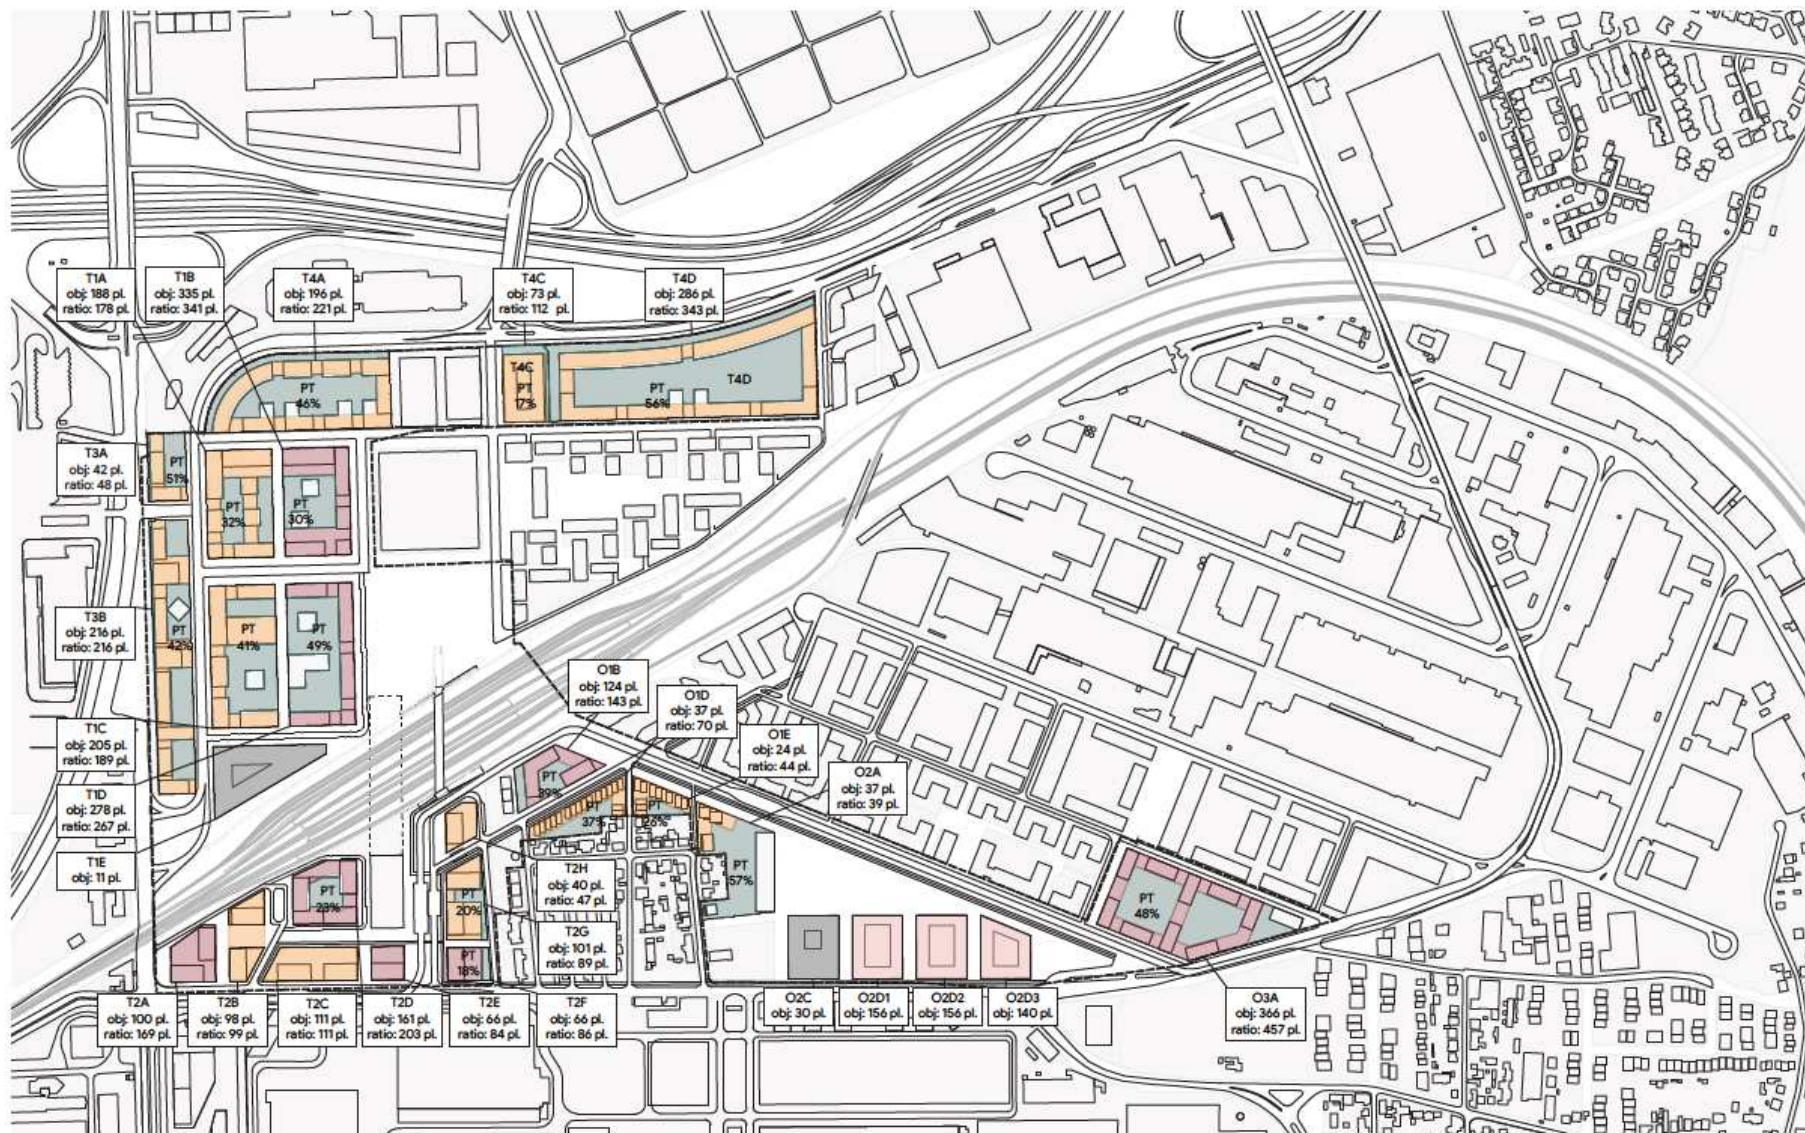 T1A
obj: 188 pl.
ratio: 178 pl.
T1B
obj: 335 pl.
ratio: 341 pl.
T4A
obj: 196 pl.
ratio: 221 pl.
T4C
obj: 73 pl.
ratio: 112 pl.
T4D
obj: 286 pl.
ratio: 343 pl.
PT
46%
T4C
PT
17%
PT
56%
T4D
T3A
obj: 42 pl.
ratio: 48 pl.
PT
51%
PT
32%
PT
30%
T3B
obj: 216 pl.
ratio: 216 pl.
PT
42%
PT
41%
PT
49%
T1C
obj: 205 pl.
ratio: 189 pl.
T1D
obj: 278 pl.
ratio: 267 pl.
T1E
obj: 11 pl.
O1B
obj: 124 pl.
ratio: 143 pl.
O1D
obj: 37 pl.
ratio: 70 pl.
O1E
obj: 24 pl.
ratio: 44 pl.
O2A
obj: 37 pl.
ratio: 39 pl.
PT
39%
PT
37%
PT
26%
PT
57%
T2H
obj: 40 pl.
ratio: 47 pl.
T2G
obj: 101 pl.
ratio: 89 pl.
PT
23%
PT
20%
PT
18%
PT
48%
T2A
obj: 100 pl.
ratio: 169 pl.
T2B
obj: 98 pl.
ratio: 99 pl.
T2C
obj: 111 pl.
ratio: 111 pl.
T2D
obj: 161 pl.
ratio: 203 pl.
T2E
obj: 66 pl.
ratio: 84 pl.
T2F
obj: 66 pl.
ratio: 86 pl.
O2C
obj: 30 pl.
O2D1
obj: 156 pl.
O2D2
obj: 156 pl.
O2D3
obj: 140 pl.
O3A
obj: 366 pl.
ratio: 457 pl.